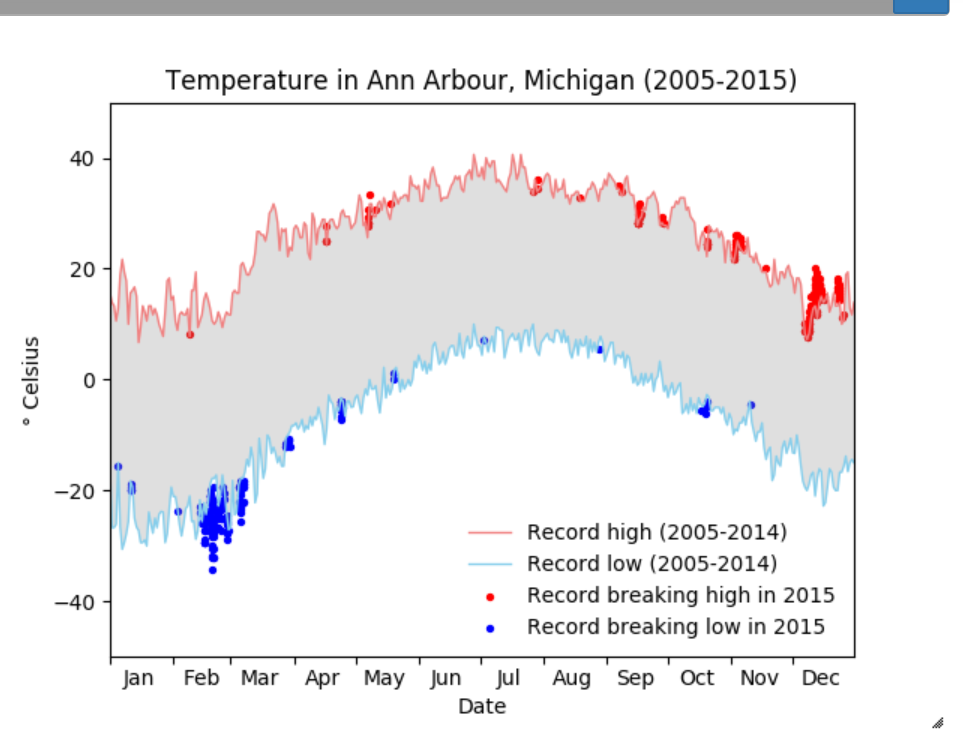 Temperature in Ann Arbour, Michigan (2005-2015)
40
20
0
−20
−40
° Celsius
Record high (2005-2014)
Record low (2005-2014)
Record breaking high in 2015
Record breaking low in 2015
Jan Feb Mar Apr May Jun Jul Aug Sep Oct Nov Dec
Date